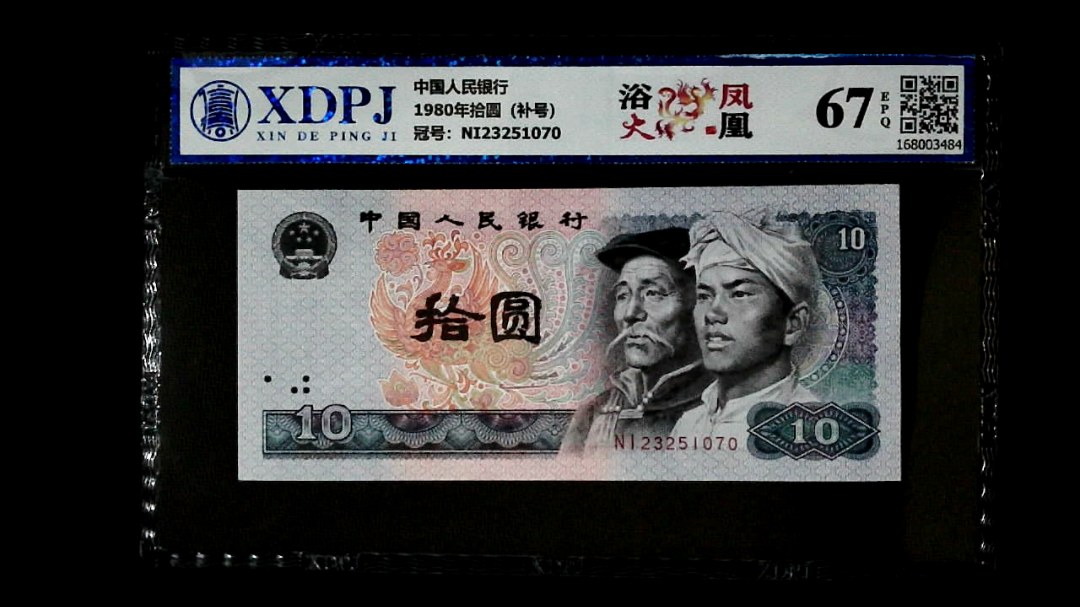 XDPJ
XIN DE PING JI
中国人民银行
1980年拾圆 (补号)
冠号: NI23251070
浴火
凤凰
67
EPQ
168003484
中国人民银行
10
拾圆
10
NI23251070
10